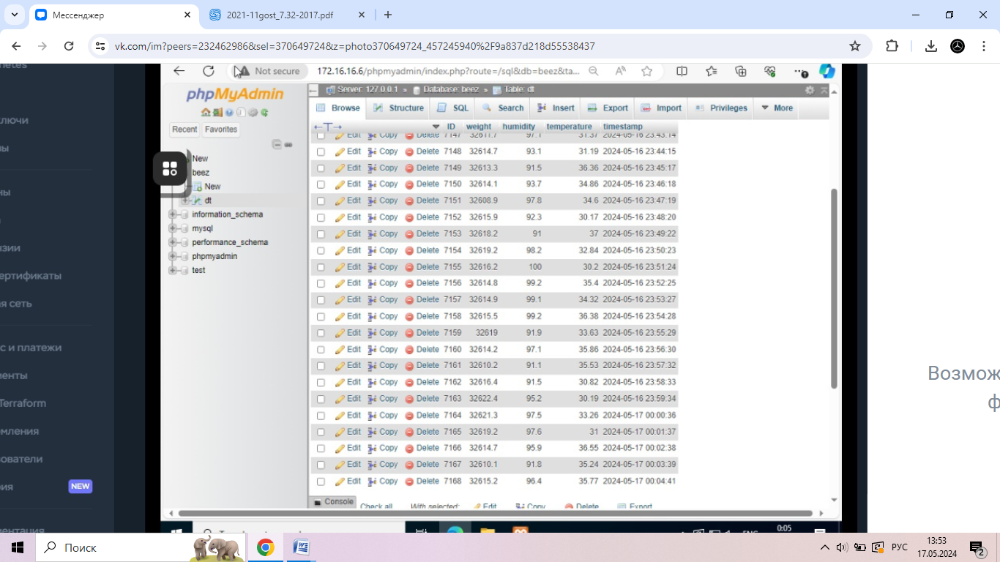 Мессенджер
2021-11gost_7.32-2017.pdf
vk.com/im?peers=232462986&sel=370649724&z=photo370649724_457245940%2F9a837d218d55538437
Not secure 172.16.16.6/phpmyadmin/index.php?route=/sql&db=beez&ta...
phpMyAdmin
Recent Favorites
New
beez
New
dt
information_schema
mysql
performance_schema
phpmyadmin
test
Server: 127.0.0.1 » Database: beez » Table: dt
Browse Structure SQL Search Insert Export Import Privileges More
ID weight humidity temperature timestamp
Edit Copy Delete 7147 32611.7 97.1 31.37 2024-05-16 23:43:14
Edit Copy Delete 7148 32614.7 93.1 31.19 2024-05-16 23:44:15
Edit Copy Delete 7149 32613.3 91.5 36.36 2024-05-16 23:45:17
Edit Copy Delete 7150 32614.1 93.7 34.86 2024-05-16 23:46:18
Edit Copy Delete 7151 32608.9 97.8 34.6 2024-05-16 23:47:19
Edit Copy Delete 7152 32615.9 92.3 30.17 2024-05-16 23:48:20
Edit Copy Delete 7153 32618.2 91 37 2024-05-16 23:49:22
Edit Copy Delete 7154 32619.2 98.2 32.84 2024-05-16 23:50:23
Edit Copy Delete 7155 32616.2 100 30.2 2024-05-16 23:51:24
Edit Copy Delete 7156 32614.8 99.2 35.4 2024-05-16 23:52:25
Edit Copy Delete 7157 32614.9 99.1 34.32 2024-05-16 23:53:27
Edit Copy Delete 7158 32615.5 99.2 36.38 2024-05-16 23:54:28
Edit Copy Delete 7159 32619 91.9 33.63 2024-05-16 23:55:29
Edit Copy Delete 7160 32614.2 97.1 35.86 2024-05-16 23:56:30
Edit Copy Delete 7161 32610.2 91.1 35.53 2024-05-16 23:57:32
Edit Copy Delete 7162 32616.4 91.5 30.82 2024-05-16 23:58:33
Edit Copy Delete 7163 32622.4 95.2 30.19 2024-05-16 23:59:34
Edit Copy Delete 7164 32621.3 97.5 33.26 2024-05-17 00:00:36
Edit Copy Delete 7165 32619.2 97.6 31 2024-05-17 00:01:37
Edit Copy Delete 7166 32614.7 95.9 36.55 2024-05-17 00:02:38
Edit Copy Delete 7167 32610.1 91.8 35.24 2024-05-17 00:03:39
Edit Copy Delete 7168 32615.2 96.4 35.77 2024-05-17 00:04:41
Console Check all With selected: Edit Copy Delete Export
0:05
netes
ключи
зы
ны
нзии
ертификаты
ая сеть
с и платежи
менты
Terraform
мления
ователи
рия NEW
ментация
Возмож
ф
Поиск
РУС
13:53
17.05.2024
2